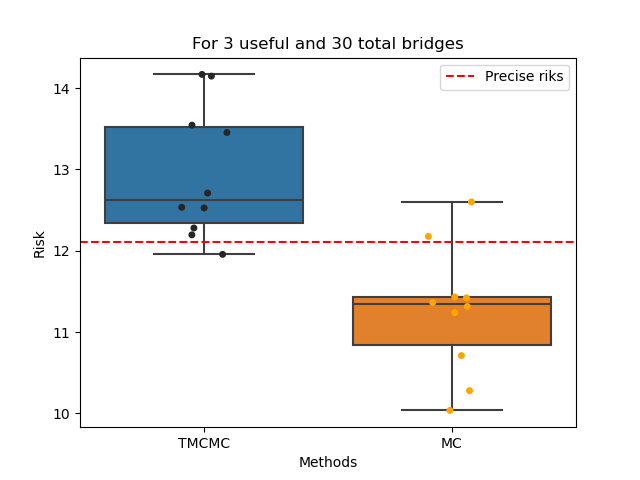 For 3 useful and 30 total bridges
Precise riks
14
13
12
11
10
Risk
TMCMC
MC
Methods